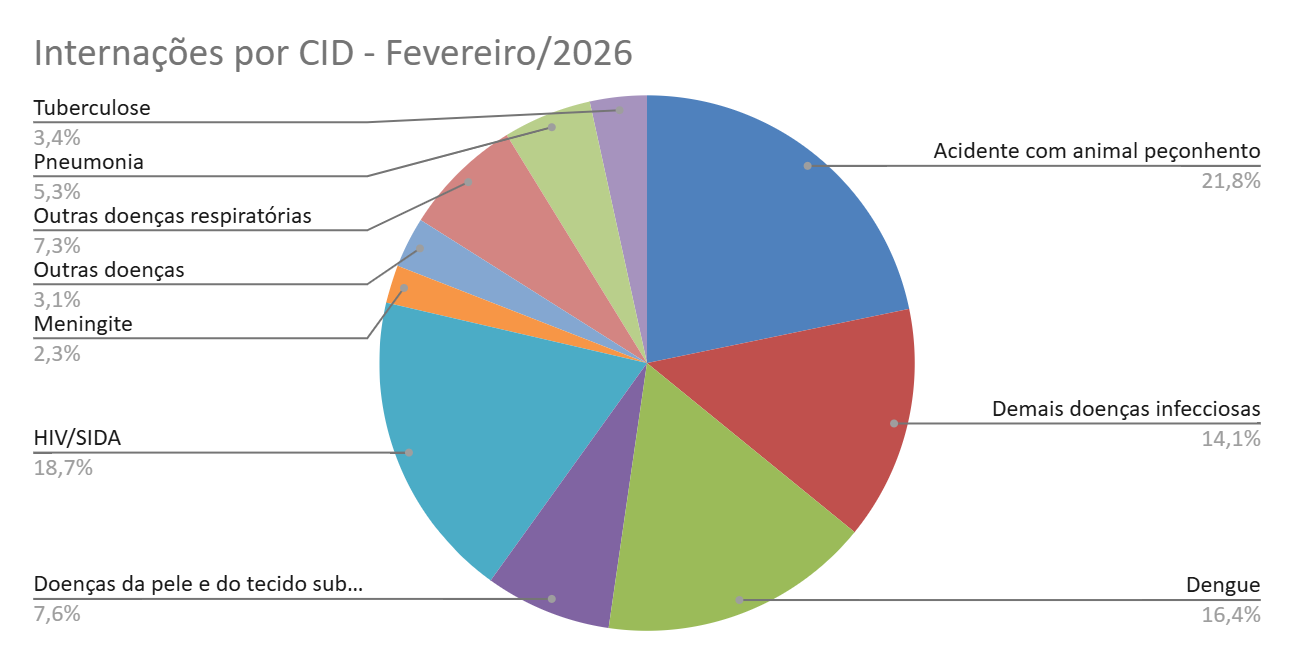 Internações por CID - Fevereiro/2026
Tuberculose
3,4%
Pneumonia
5,3%
Outras doenças respiratórias
7,3%
Outras doenças
3,1%
Meningite
2,3%
HIV/SIDA
18,7%
Doenças da pele e do tecido sub...
7,6%
Acidente com animal peçonhento
21,8%
Demais doenças infecciosas
14,1%
Dengue
16,4%